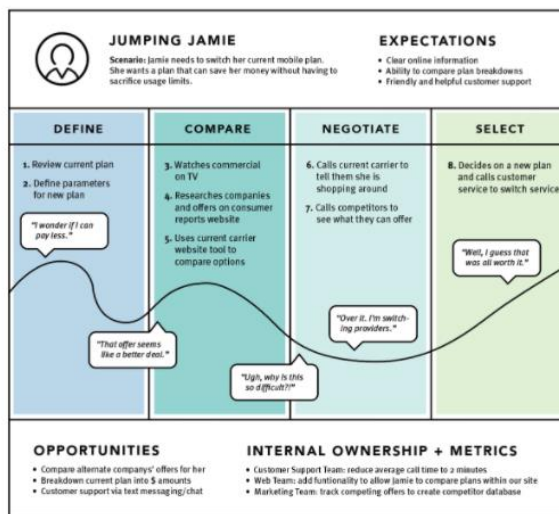 JUMPING JAMIE
Scenario: Jamie needs to switch her current mobile plan.
She wants a plan that can save her money without having to
sacrifice usage limits.
EXPECTATIONS
• Clear online information
• Ability to compare plan breakdowns
• Friendly and helpful customer support
DEFINE
1. Review current plan
2. Define parameters
for new plan
"I wonder if I can
pay less."
COMPARE
3. Watches commercial
on TV
4. Researches companies
and offers on consumer
reports website
5. Uses current carrier
website tool to
compare options
"That offer seems
like a better deal."
NEGOTIATE
6. Calls current carrier to
tell them she is
shopping around
7. Calls competitors to
see what they can offer
"Ugh, why is this
so difficult?!"
"Over it. I'm switch-
ing providers."
SELECT
8. Decides on a new plan
and calls customer
service to switch service
"Well, I guess that
was all worth it."
OPPORTUNITIES
• Compare alternate companys' offers for her
• Breakdown current plan into $ amounts
• Customer support via text messaging/chat
INTERNAL OWNERSHIP + METRICS
• Customer Support Team: reduce average call time to 2 minutes
• Web Team: add funtionality to allow Jamie to compare plans within our site
• Marketing Team: track competing offers to create competitor database